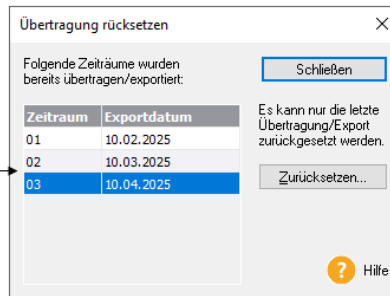 Übertragung rücksetzen
Folgende Zeiträume wurden
bereits übertragen/exportiert:
Schließen
Zeitraum Exportdatum
01 10.02.2025
02 10.03.2025
03 10.04.2025
Es kann nur die letzte
Übertragung/Export
zurückgesetzt werden.
Zurücksetzen...
? Hilfe